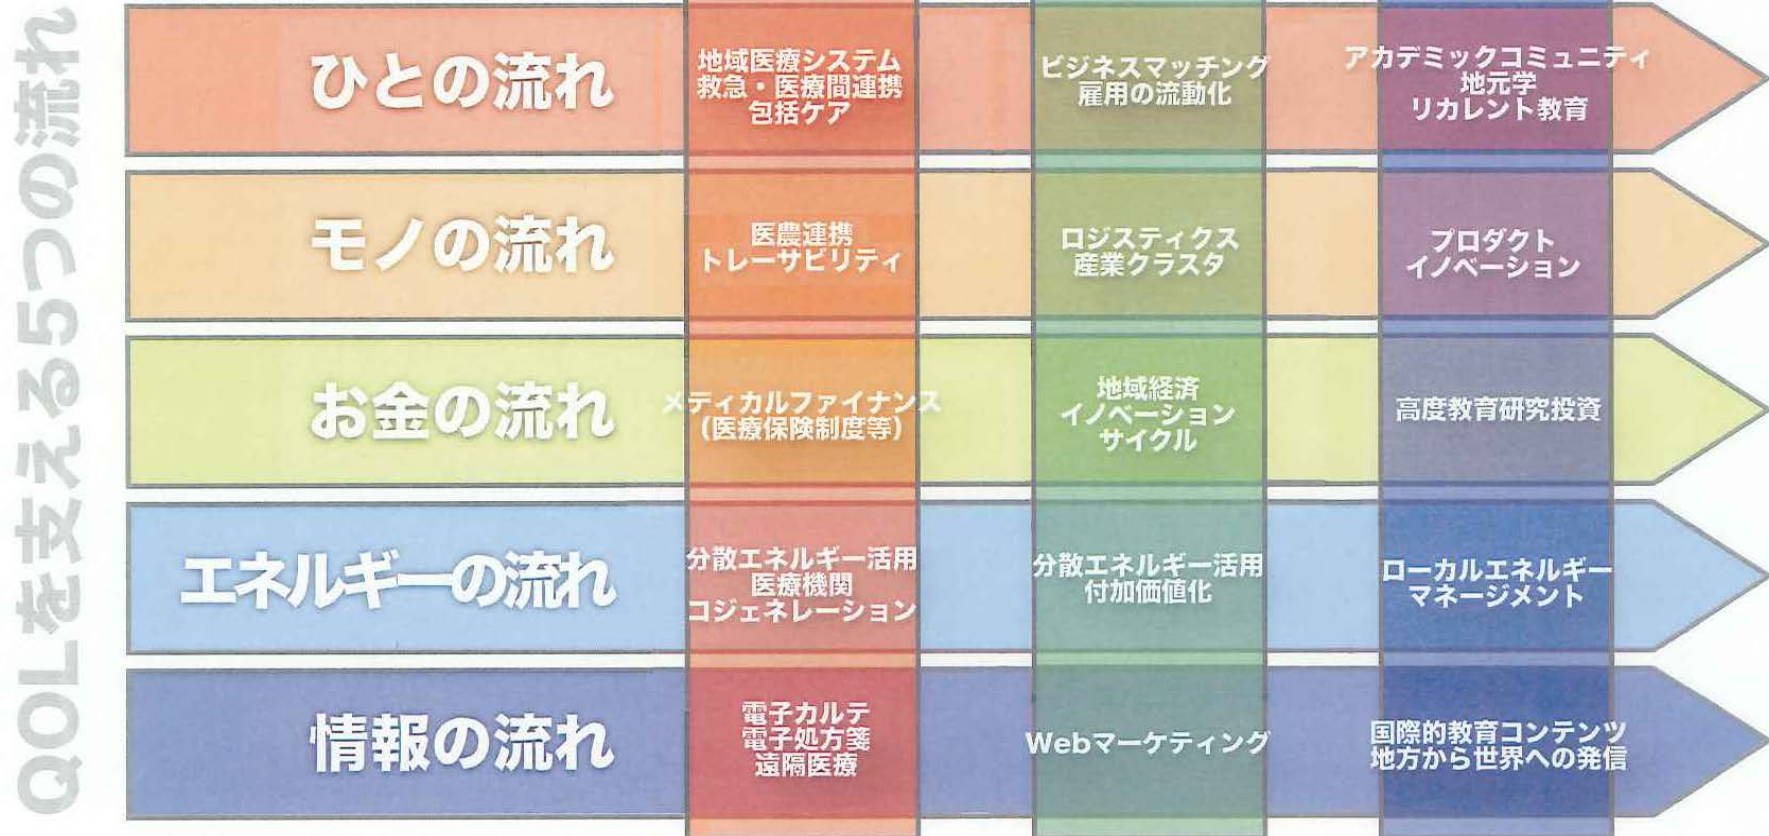 QOLを支える5つの流れ
ひとの流れ
地域医療システム
救急・医療間連携
包括ケア
ビジネスマッチング
雇用の流動化
アカデミックコミュニティ
地元学
リカレント教育
モノの流れ
医農連携
トレーサビリティ
ロジスティクス
産業クラスタ
プロダクト
イノベーション
お金の流れ
メディカルファイナンス
(医療保険制度等)
地域経済
イノベーション
サイクル
高度教育研究投資
エネルギーの流れ
分散エネルギー活用
医療機関
コジェネレーション
分散エネルギー活用
付加価値化
ローカルエネルギー
マネージメント
情報の流れ
電子カルテ
電子処方箋
遠隔医療
Webマーケティング
国際的教育コンテンツ
地方から世界への発信